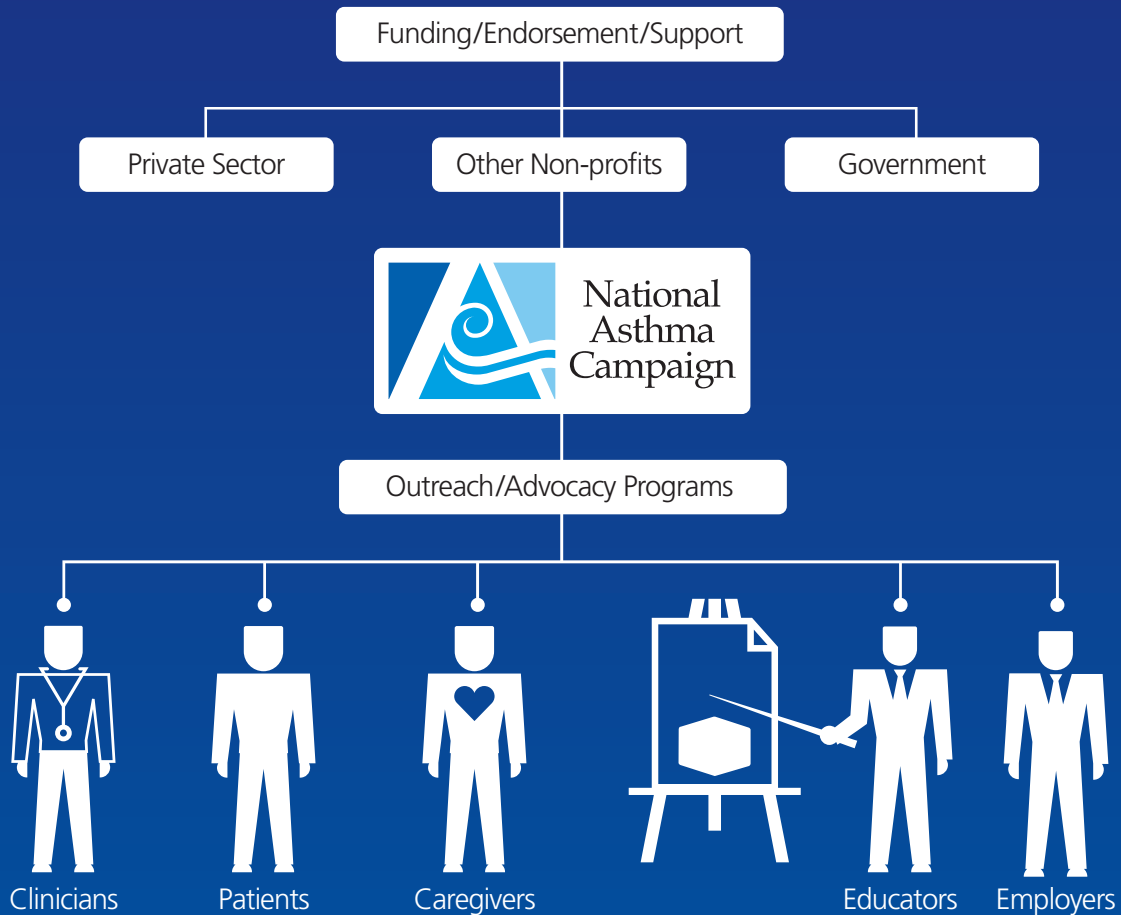 Funding/Endorsement/Support
Private Sector
Other Non-profits
Government
National
Asthma
Campaign
Outreach/Advocacy Programs
Clinicians
Patients
Caregivers
Educators
Employers